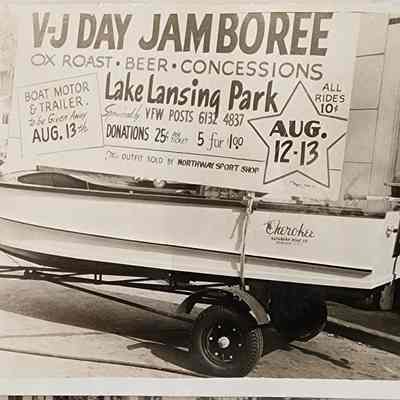 V-J DAY JAMBOREE
OX ROAST · BEER · CONCESSIONS
BOAT MOTOR
& TRAILER.
to be Given Away
AUG. 13th
Lake Lansing Park
Sponsored by VFW POSTS 6132 4837
DONATIONS 25¢ PER TICKET 5 for $1.00
OUTFIT SOLD BY NORTHWAY SPORT SHOP
ALL
RIDES
10¢
AUG.
12-13
Cherokee